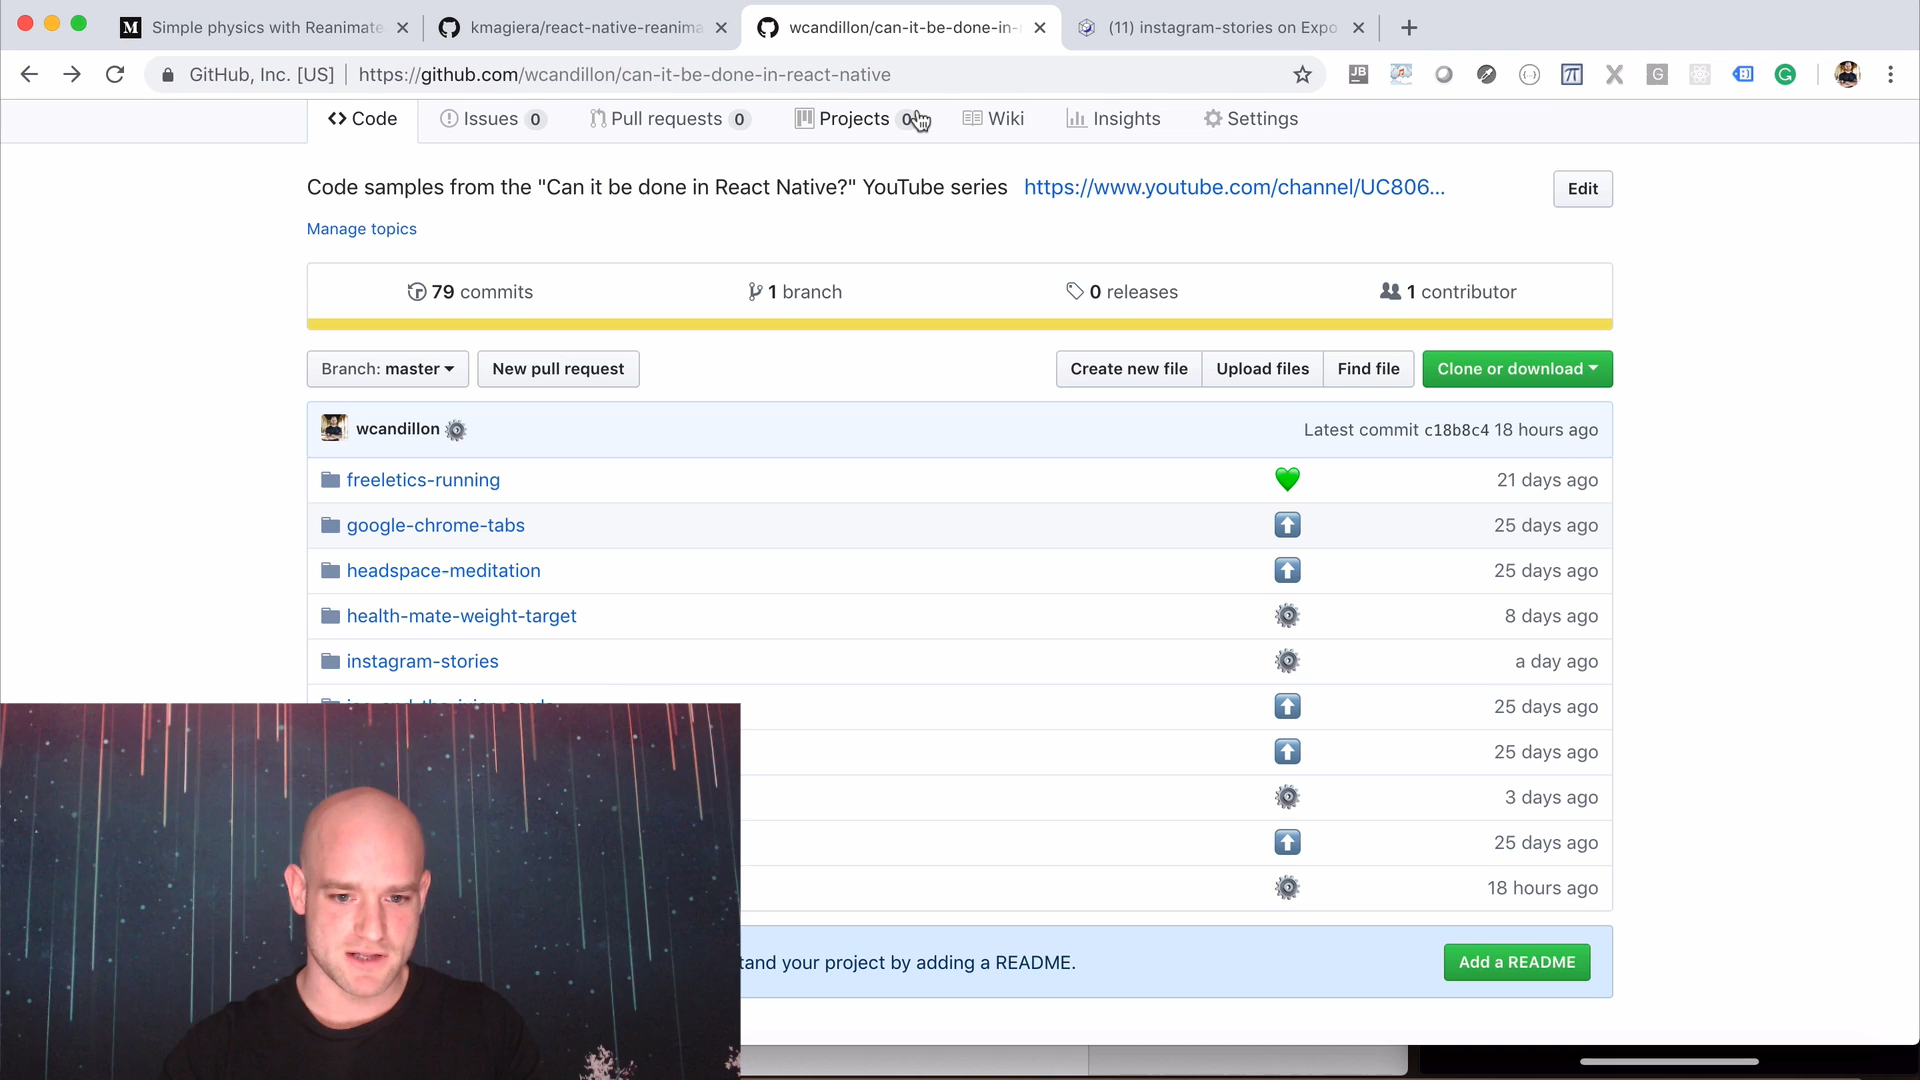 Simple physics with Reanimate
kmagiera/react-native-reanima
wcandillon/can-it-be-done-in-
(11) instagram-stories on Expo
GitHub, Inc. [US] | https://github.com/wcandillon/can-it-be-done-in-react-native
Code
Issues 0
Pull requests 0
Projects 0
Wiki
Insights
Settings
Code samples from the "Can it be done in React Native?" YouTube series https://www.youtube.com/channel/UC806...
Edit
Manage topics
79 commits
1 branch
0 releases
1 contributor
Branch: master
New pull request
Create new file
Upload files
Find file
Clone or download
wcandillon
Latest commit c18b8c4 18 hours ago
freeletics-running 21 days ago
google-chrome-tabs 25 days ago
headspace-meditation 25 days ago
health-mate-weight-target 8 days ago
instagram-stories a day ago
25 days ago
25 days ago
3 days ago
25 days ago
18 hours ago
tand your project by adding a README.
Add a README